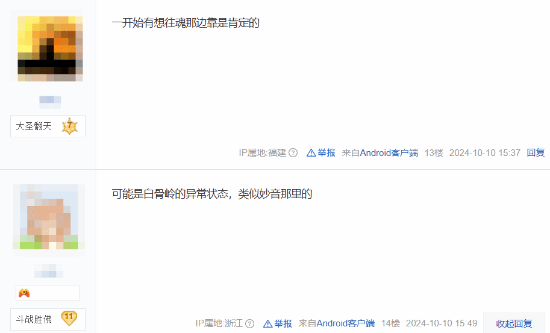 一开始有想往魂那边靠是肯定的
大圣毅天 7
IP属地:福建 举报 来自Android客户端 13楼 2024-10-10 15:37 回复
可能是白骨岭的异常状态，类似妙音那里的
斗战胜佛 11
IP属地:浙江 举报 来自Android客户端 14楼 2024-10-10 15:49 收起回复